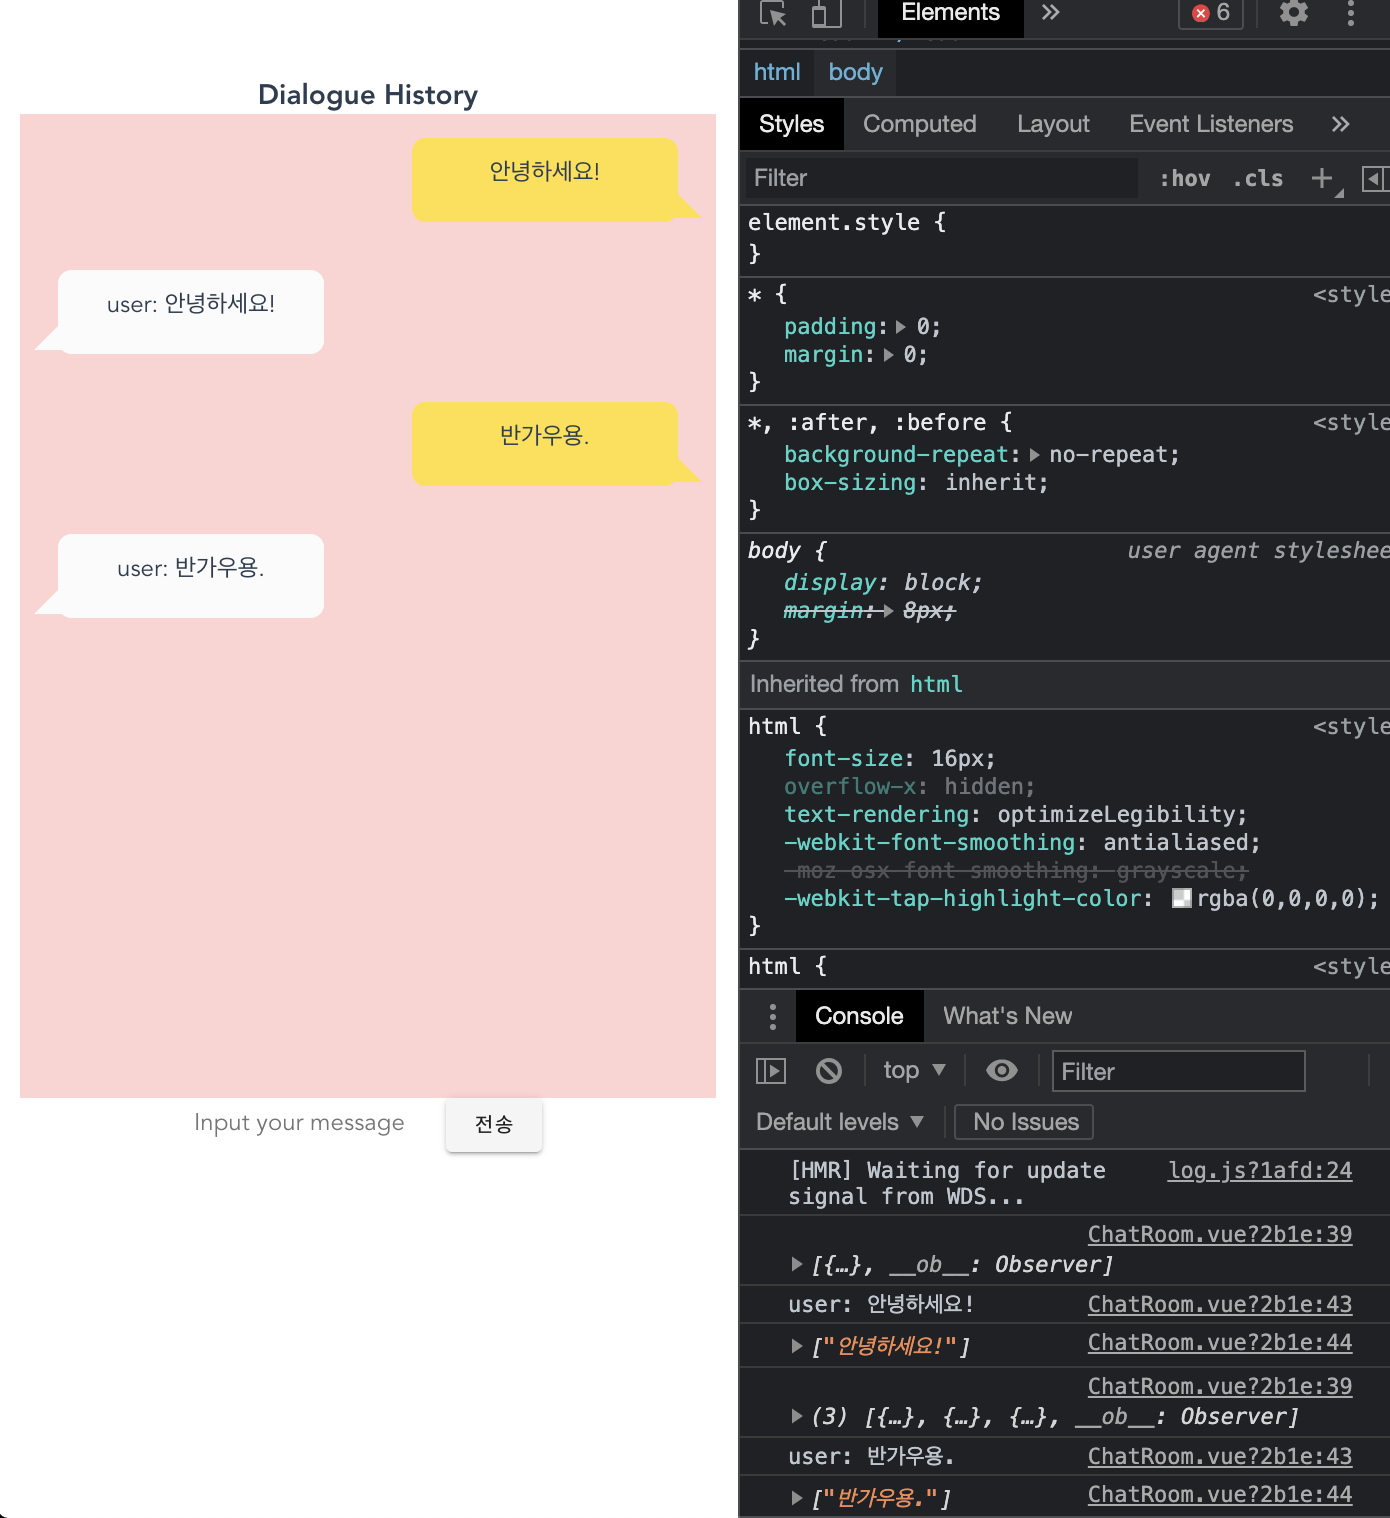 Dialogue History
안녕하세요!
user: 안녕하세요!
반가우용.
user: 반가우용.
Input your message
전송
Elements
6
html body
Styles Computed Layout Event Listeners
Filter :hov .cls
element.style {
}
* { <style
padding: 0;
margin: 0;
}
*, :after, :before { <style
background-repeat: no-repeat;
box-sizing: inherit;
}
body { user agent styleshee
display: block;
margin: 8px;
}
Inherited from html
html { <style
font-size: 16px;
overflow-x: hidden;
text-rendering: optimizeLegibility;
-webkit-font-smoothing: antialiased;
-moz-osx-font-smoothing: grayscale;
-webkit-tap-highlight-color: rgba(0,0,0,0);
}
html { <style
Console What's New
top Filter
Default levels No Issues
[HMR] Waiting for update log.js?1afd:24
signal from WDS...
ChatRoom.vue?2b1e:39
[{…}, __ob__: Observer]
user: 안녕하세요! ChatRoom.vue?2b1e:43
["안녕하세요!"] ChatRoom.vue?2b1e:44
ChatRoom.vue?2b1e:39
(3) [{…}, {…}, {…}, __ob__: Observer]
user: 반가우용. ChatRoom.vue?2b1e:43
["반가우용."] ChatRoom.vue?2b1e:44